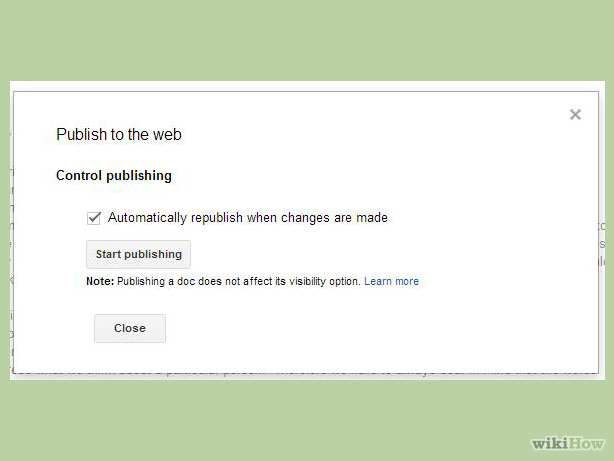 Publish to the web
Control publishing
Automatically republish when changes are made
Start publishing
Note: Publishing a doc does not affect its visibility option. Learn more
Close
wikiHow